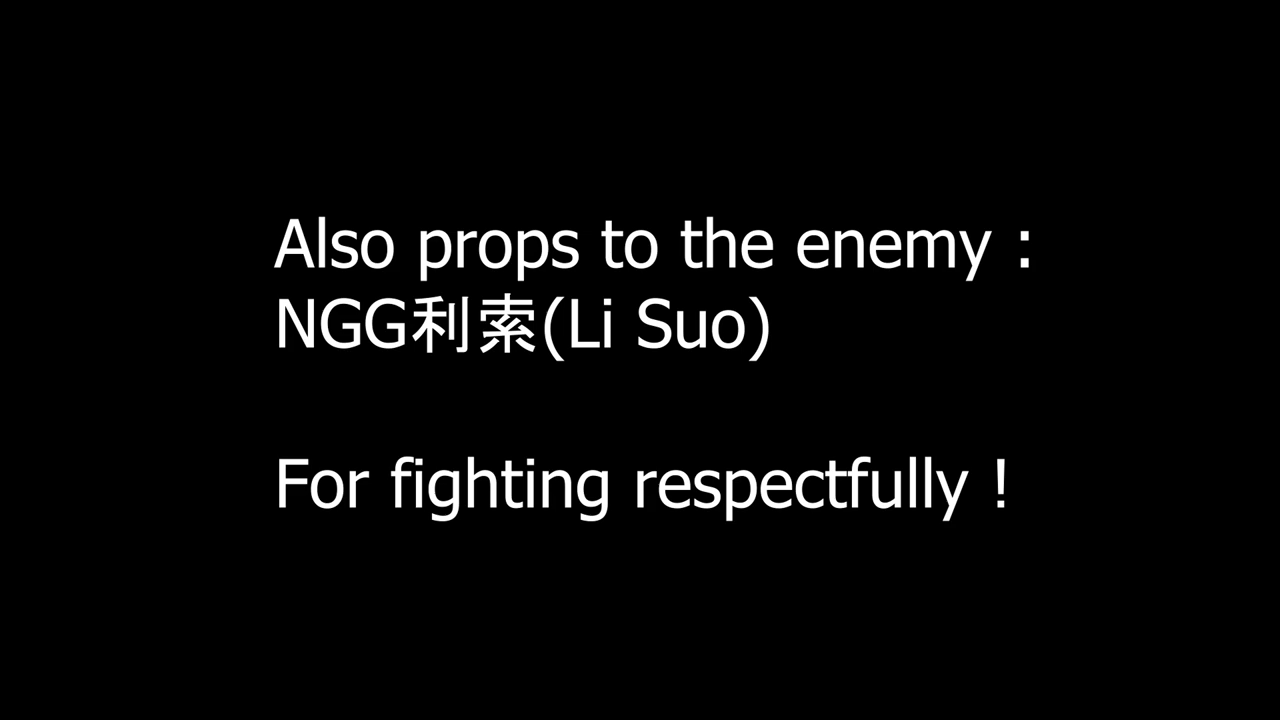 Also props to the enemy :
NGG利索(Li Suo)
For fighting respectfully !